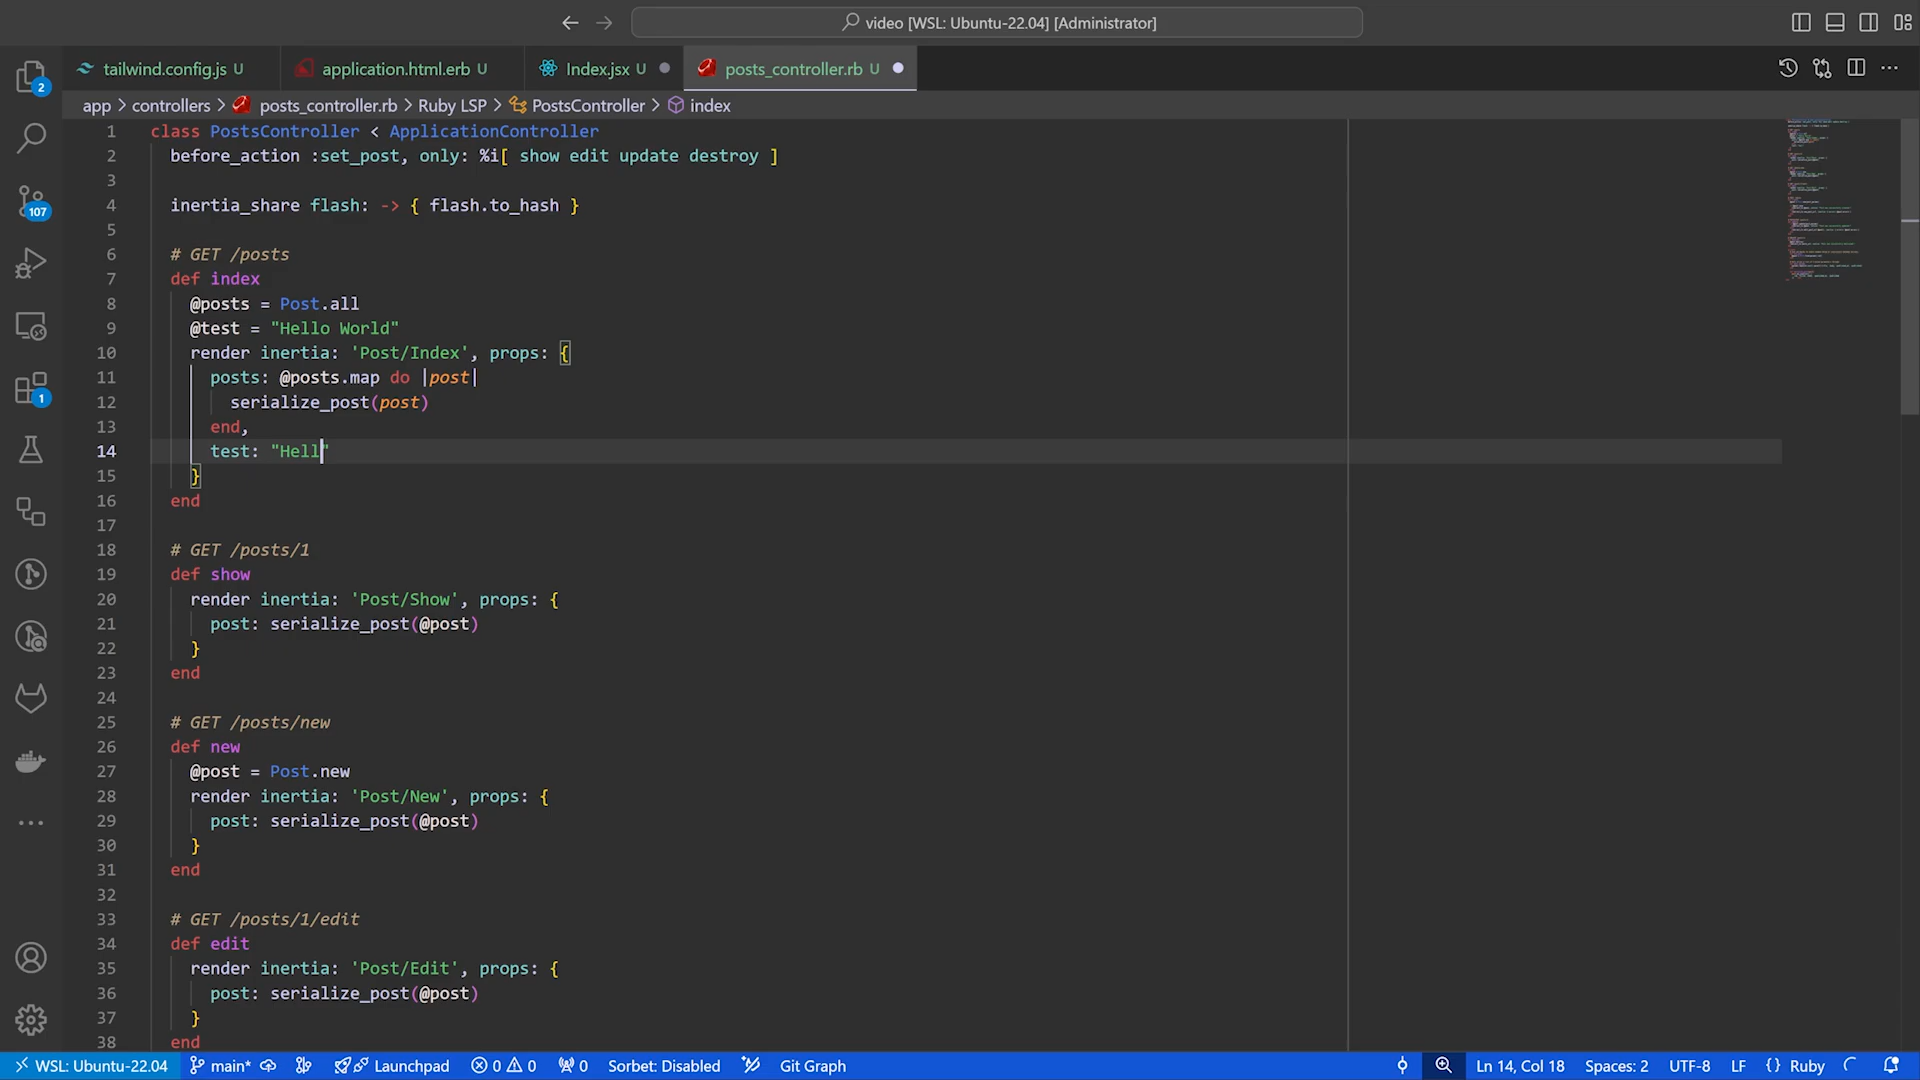 video [WSL: Ubuntu-22.04] [Administrator]
tailwind.config.js U
application.html.erb U
Index.jsx U
posts_controller.rb U
app > controllers > posts_controller.rb > Ruby LSP > PostsController > index
1 class PostsController < ApplicationController
2 before_action :set_post, only: %i[ show edit update destroy ]
3
4 inertia_share flash: -> { flash.to_hash }
5
6 # GET /posts
7 def index
8 @posts = Post.all
9 @test = "Hello World"
10 render inertia: 'Post/Index', props: {
11 posts: @posts.map do |post|
12 serialize_post(post)
13 end,
14 test: "Hell"
15 }
16 end
17
18 # GET /posts/1
19 def show
20 render inertia: 'Post/Show', props: {
21 post: serialize_post(@post)
22 }
23 end
24
25 # GET /posts/new
26 def new
27 @post = Post.new
28 render inertia: 'Post/New', props: {
29 post: serialize_post(@post)
30 }
31 end
32
33 # GET /posts/1/edit
34 def edit
35 render inertia: 'Post/Edit', props: {
36 post: serialize_post(@post)
37 }
38 end
2
107
1
WSL: Ubuntu-22.04 main* Launchpad 0 0 0 Sorbet: Disabled Git Graph Ln 14, Col 18 Spaces: 2 UTF-8 LF {} Ruby